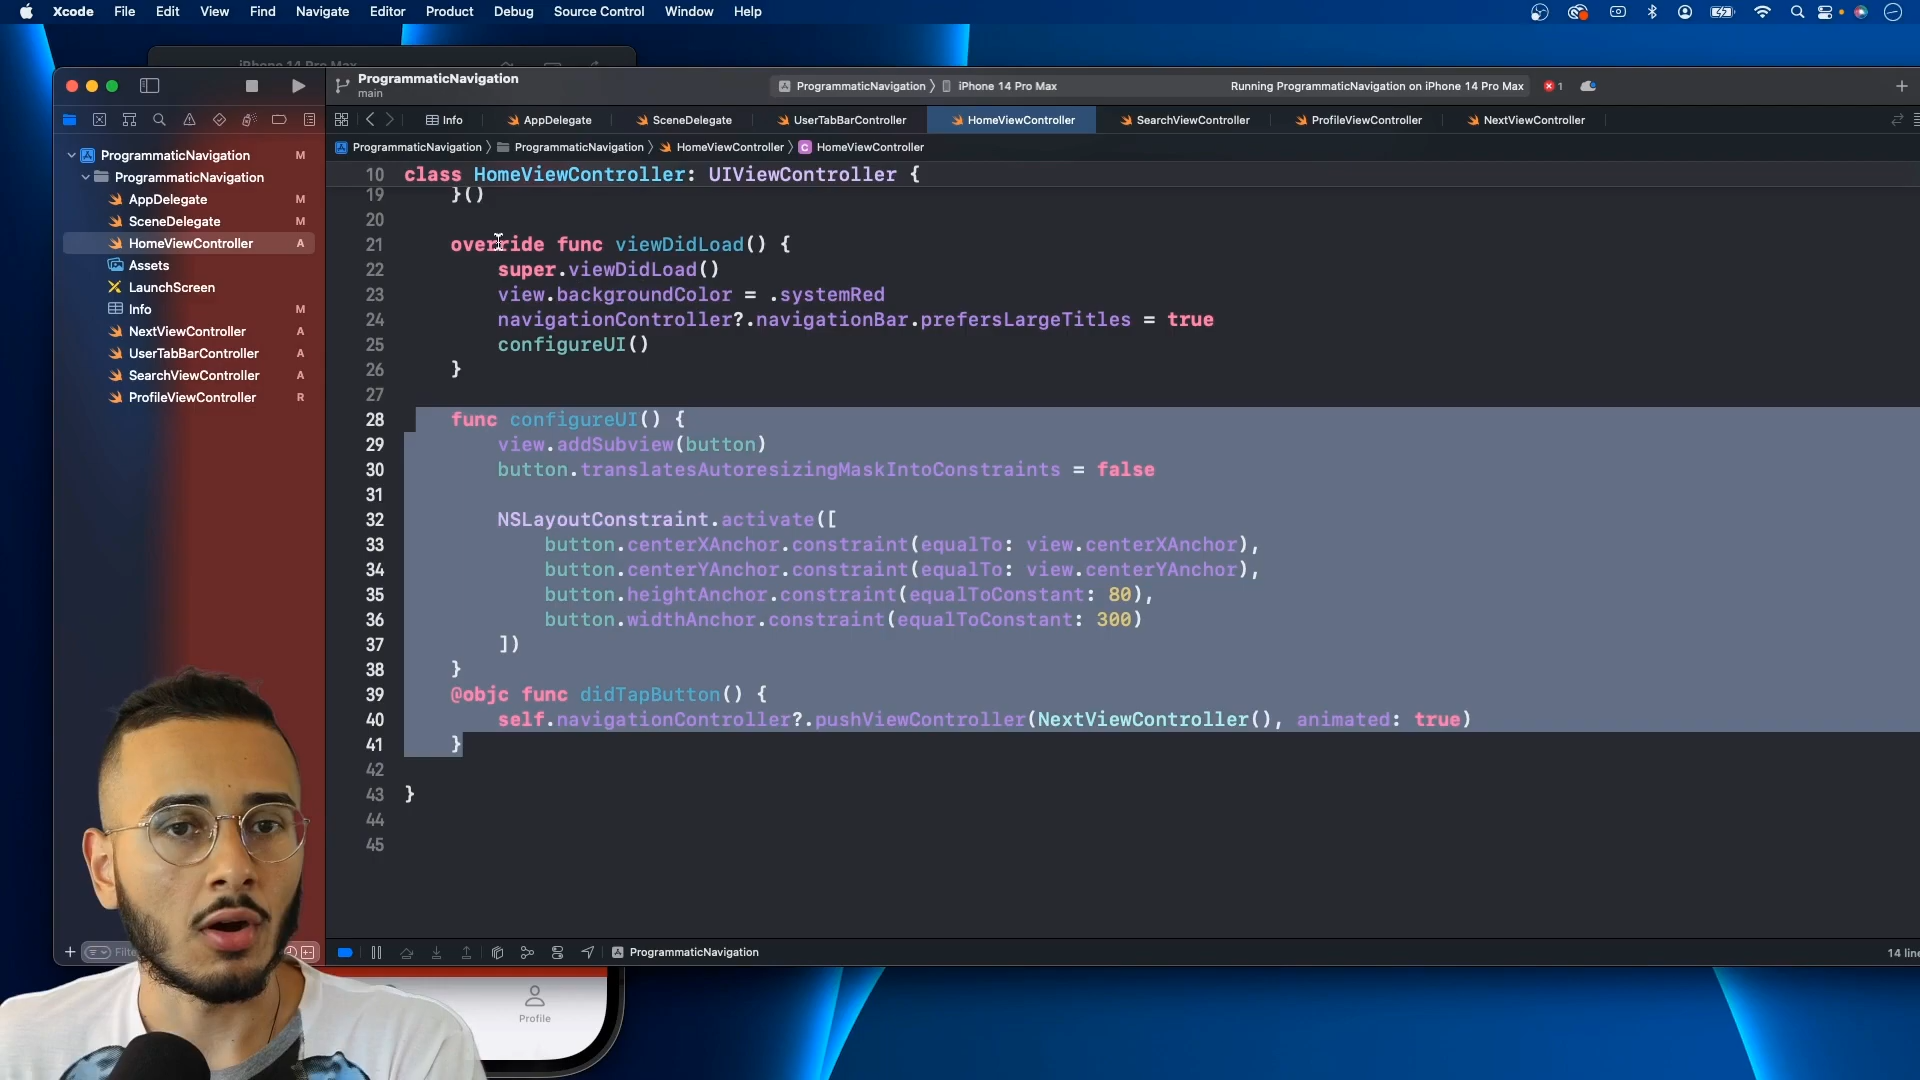 Xcode File Edit View Find Navigate Editor Product Debug Source Control Window Help
iPhone 14 Pro Max
ProgrammaticNavigation
main
ProgrammaticNavigation 〉 iPhone 14 Pro Max
Running ProgrammaticNavigation on iPhone 14 Pro Max
1
Info AppDelegate SceneDelegate UserTabBarController HomeViewController SearchViewController ProfileViewController NextViewController
ProgrammaticNavigation 〉 ProgrammaticNavigation 〉 HomeViewController 〉 C HomeViewController
ProgrammaticNavigation M
ProgrammaticNavigation
AppDelegate M
SceneDelegate M
HomeViewController A
Assets
LaunchScreen
Info M
NextViewController A
UserTabBarController A
SearchViewController A
ProfileViewController R
10 class HomeViewController: UIViewController {
19 }()
20
21 override func viewDidLoad() {
22 super.viewDidLoad()
23 view.backgroundColor = .systemRed
24 navigationController?.navigationBar.prefersLargeTitles = true
25 configureUI()
26 }
27
28 func configureUI() {
29 view.addSubview(button)
30 button.translatesAutoresizingMaskIntoConstraints = false
31
32 NSLayoutConstraint.activate([
33 button.centerXAnchor.constraint(equalTo: view.centerXAnchor),
34 button.centerYAnchor.constraint(equalTo: view.centerYAnchor),
35 button.heightAnchor.constraint(equalToConstant: 80),
36 button.widthAnchor.constraint(equalToConstant: 300)
37 ])
38 }
39 @objc func didTapButton() {
40 self.navigationController?.pushViewController(NextViewController(), animated: true)
41 }
42
43 }
44
45
Filte
ProgrammaticNavigation
14 line
Profile